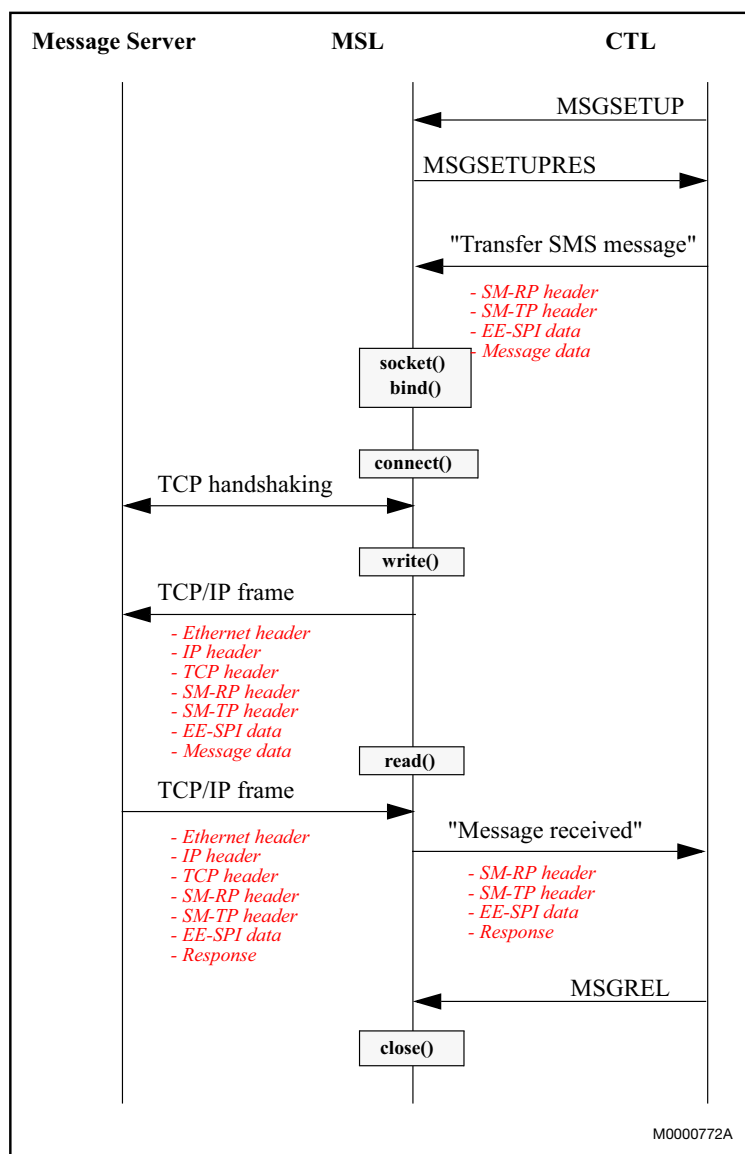 Message Server MSL CTL
MSGSETUP
MSGSETUPRES
"Transfer SMS message"
- SM-RP header
- SM-TP header
- EE-SPI data
- Message data
socket()
bind()
connect()
TCP handshaking
write()
TCP/IP frame
- Ethernet header
- IP header
- TCP header
- SM-RP header
- SM-TP header
- EE-SPI data
- Message data
read()
TCP/IP frame
- Ethernet header
- IP header
- TCP header
- SM-RP header
- SM-TP header
- EE-SPI data
- Response
"Message received"
- SM-RP header
- SM-TP header
- EE-SPI data
- Response
MSGREL
close()
M0000772A